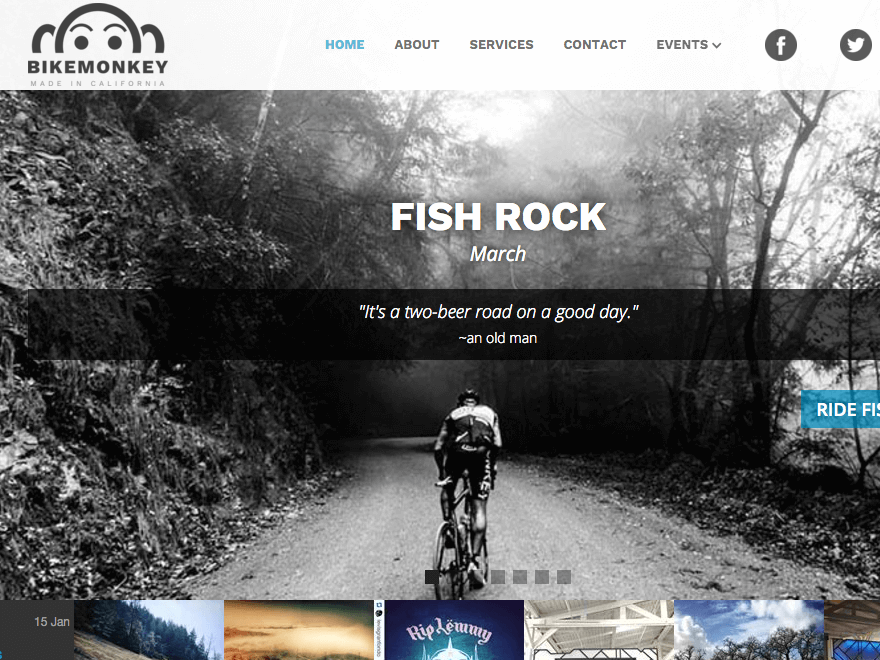 BIKEMONKEY
MADE IN CALIFORNIA
HOME ABOUT SERVICES CONTACT EVENTS
FISH ROCK
March
"It's a two-beer road on a good day."
~an old man
RIDE FIS
15 Jan
Rip Lëmmy